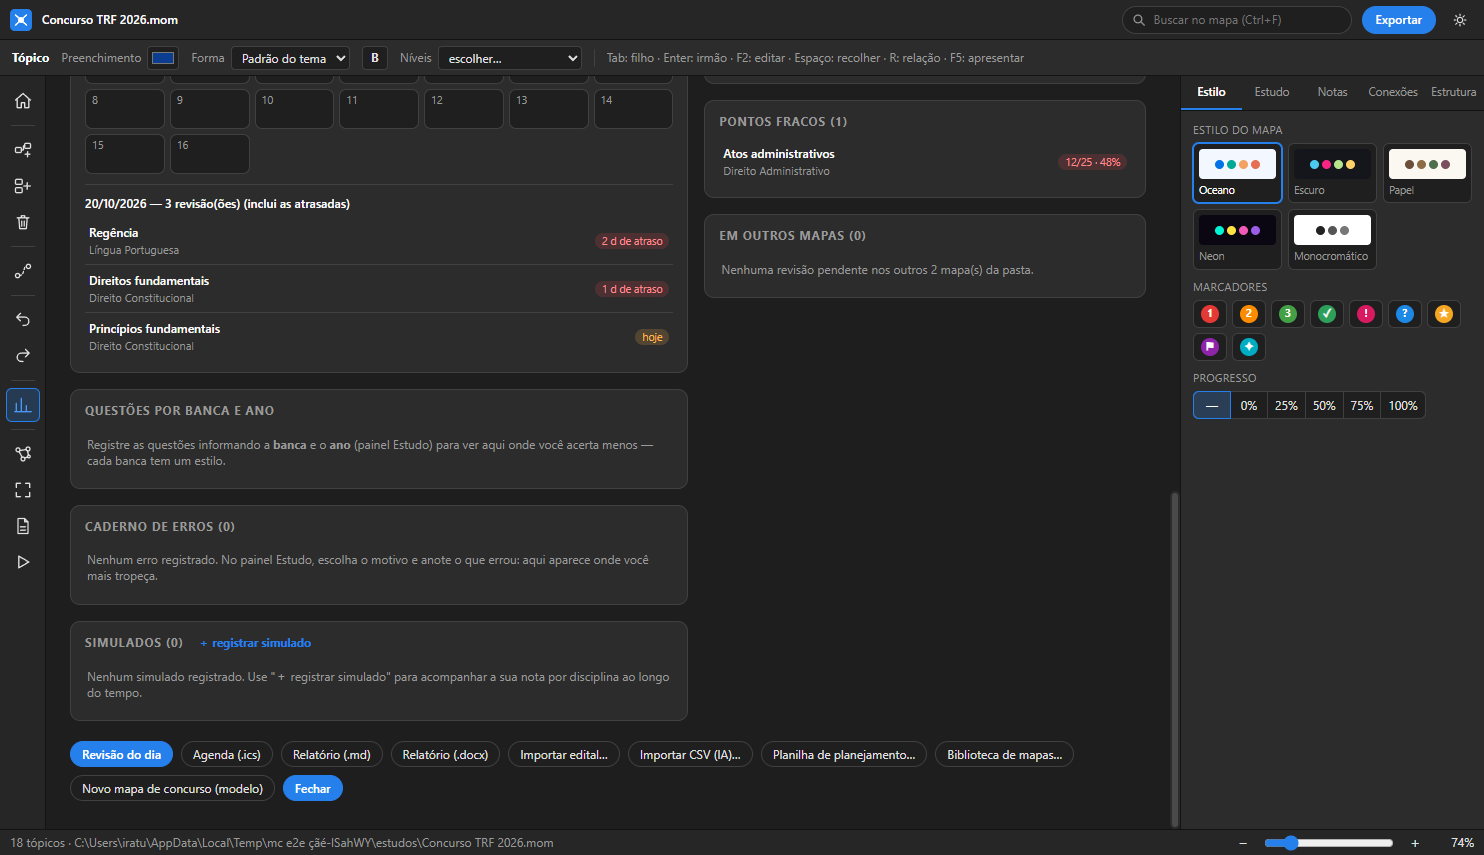 Concurso TRF 2026.mom
Buscar no mapa (Ctrl+F)
Exportar
Tópico Preenchimento Forma Padrão do tema B Níveis escolher... Tab: filho · Enter: irmão · F2: editar · Espaço: recolher · R: relação · F5: apresentar
8 9 10 11 12 13 14
15 16
20/10/2026 — 3 revisão(ões) (inclui as atrasadas)
Regência
Língua Portuguesa
2 d de atraso
Direitos fundamentais
Direito Constitucional
1 d de atraso
Princípios fundamentais
Direito Constitucional
hoje
QUESTÕES POR BANCA E ANO
Registre as questões informando a banca e o ano (painel Estudo) para ver aqui onde você acerta menos —
cada banca tem um estilo.
CADERNO DE ERROS (0)
Nenhum erro registrado. No painel Estudo, escolha o motivo e anote o que errou: aqui aparece onde você
mais tropeça.
SIMULADOS (0) + registrar simulado
Nenhum simulado registrado. Use "+ registrar simulado" para acompanhar a sua nota por disciplina ao longo
do tempo.
PONTOS FRACOS (1)
Atos administrativos
Direito Administrativo
12/25 · 48%
EM OUTROS MAPAS (0)
Nenhuma revisão pendente nos outros 2 mapa(s) da pasta.
Revisão do dia Agenda (.ics) Relatório (.md) Relatório (.docx) Importar edital... Importar CSV (IA)... Planilha de planejamento... Biblioteca de mapas...
Novo mapa de concurso (modelo) Fechar
Estilo Estudo Notas Conexões Estrutura
ESTILO DO MAPA
Oceano Escuro Papel
Neon Monocromático
MARCADORES
1 2 3 ✓ ! ? ★
PROGRESSO
— 0% 25% 50% 75% 100%
18 tópicos · C:\Users\iratu\AppData\Local\Temp\mc e2e çãé-ISahWY\estudos\Concurso TRF 2026.mom
− + 74%